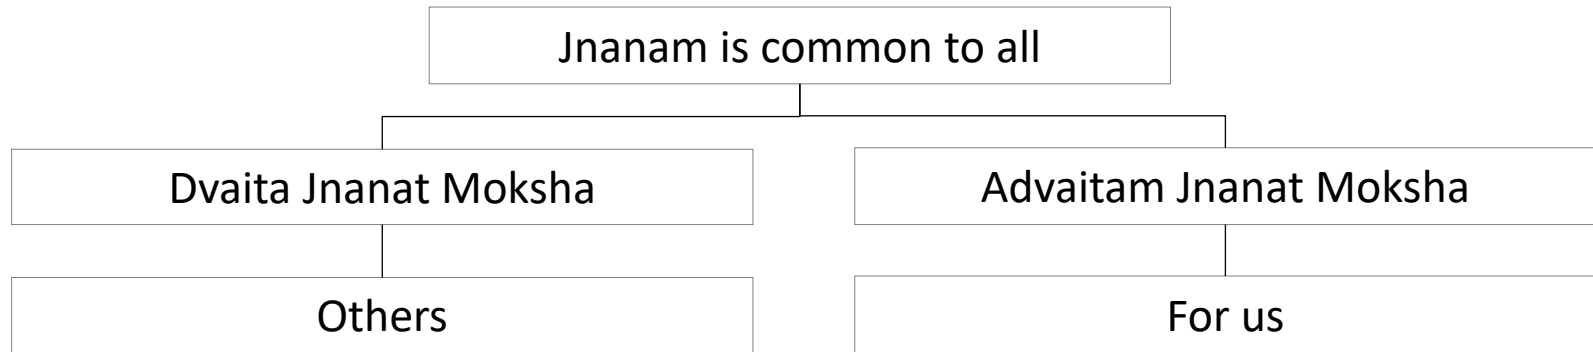 Jnanam is common to all
Dvaita Jnanat Moksha
Advaitam Jnanat Moksha
Others
For us